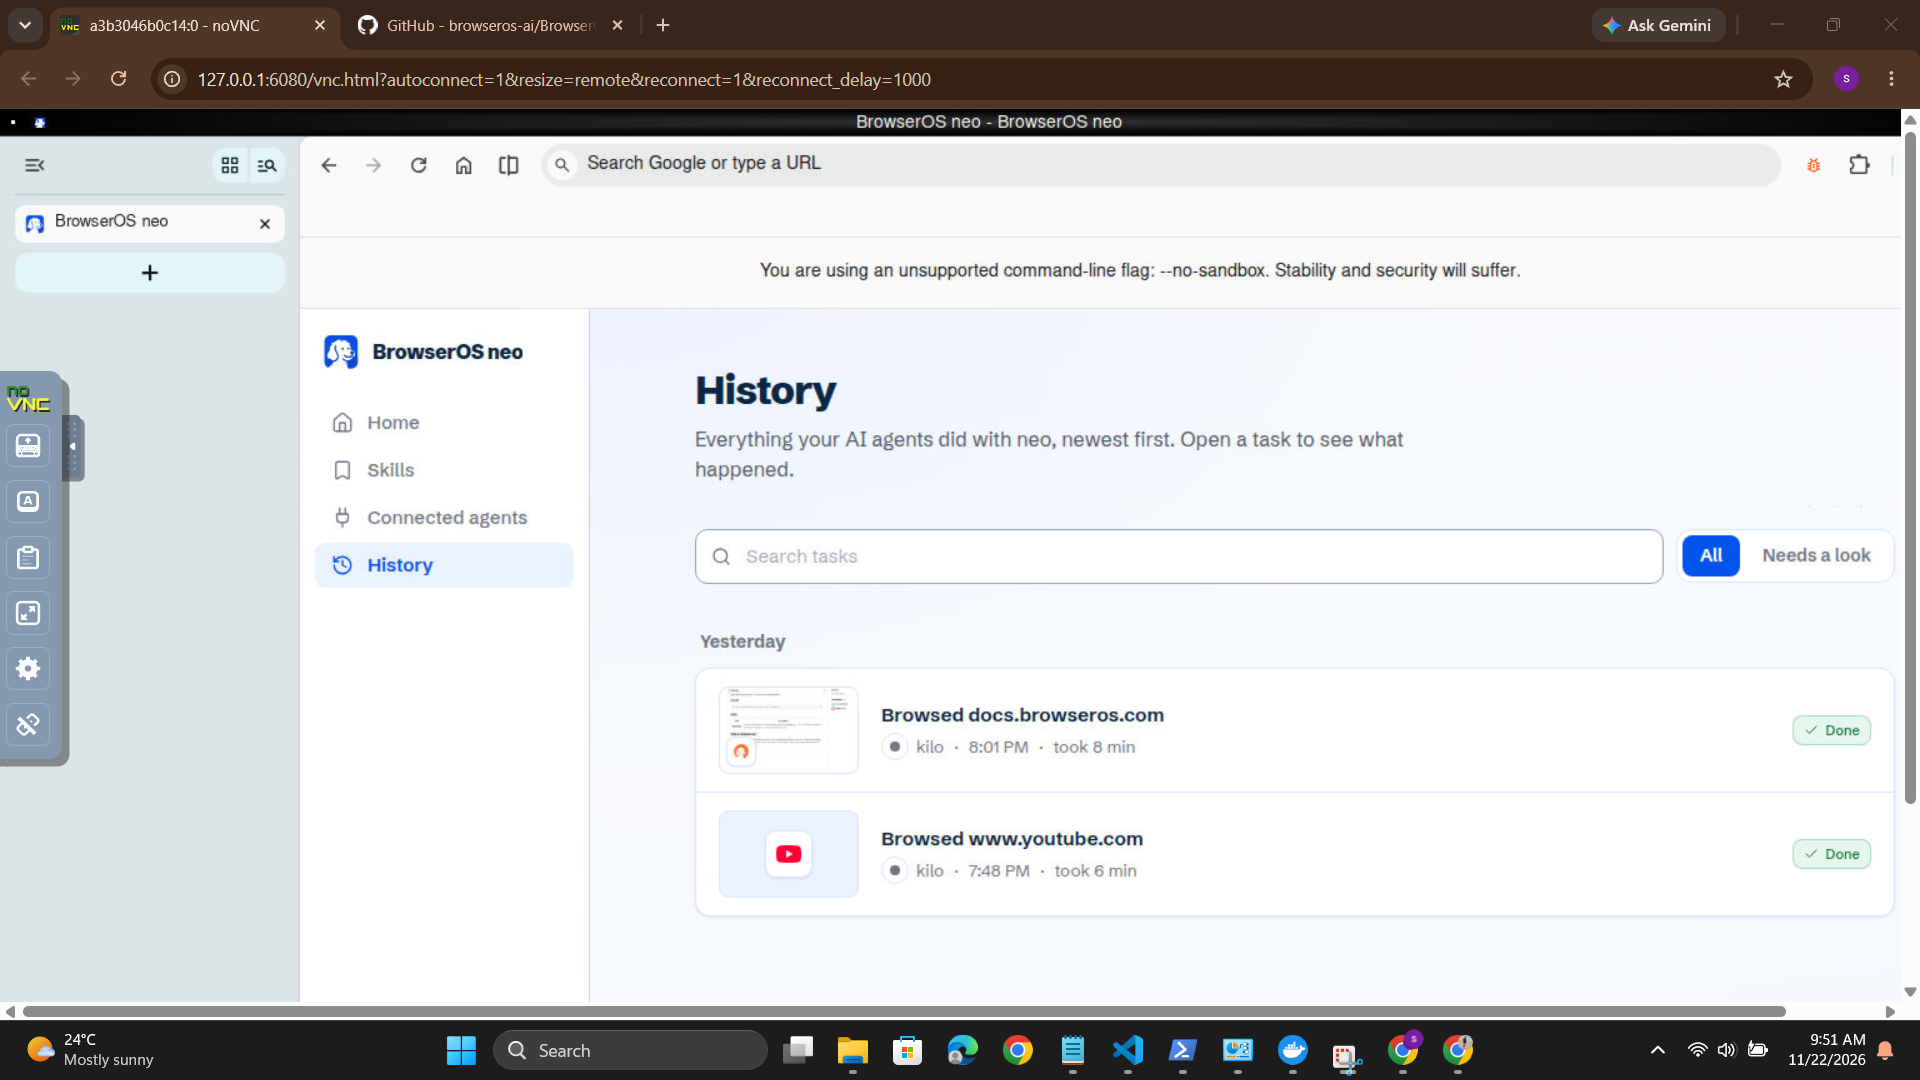 a3b3046b0c14:0 - noVNC
GitHub - browseros-ai/Browser
Ask Gemini
127.0.0.1:6080/vnc.html?autoconnect=1&resize=remote&reconnect=1&reconnect_delay=1000
S
BrowserOS neo - BrowserOS neo
Search Google or type a URL
BrowserOS neo
You are using an unsupported command-line flag: --no-sandbox. Stability and security will suffer.
BrowserOS neo
Home
Skills
Connected agents
History
no
VNC
A
History
Everything your AI agents did with neo, newest first. Open a task to see what
happened.
Search tasks
All
Needs a look
Yesterday
Browsed docs.browseros.com
kilo · 8:01 PM · took 8 min
Done
Browsed www.youtube.com
kilo · 7:48 PM · took 6 min
Done
24°C
Mostly sunny
Search
9:51 AM
11/22/2026